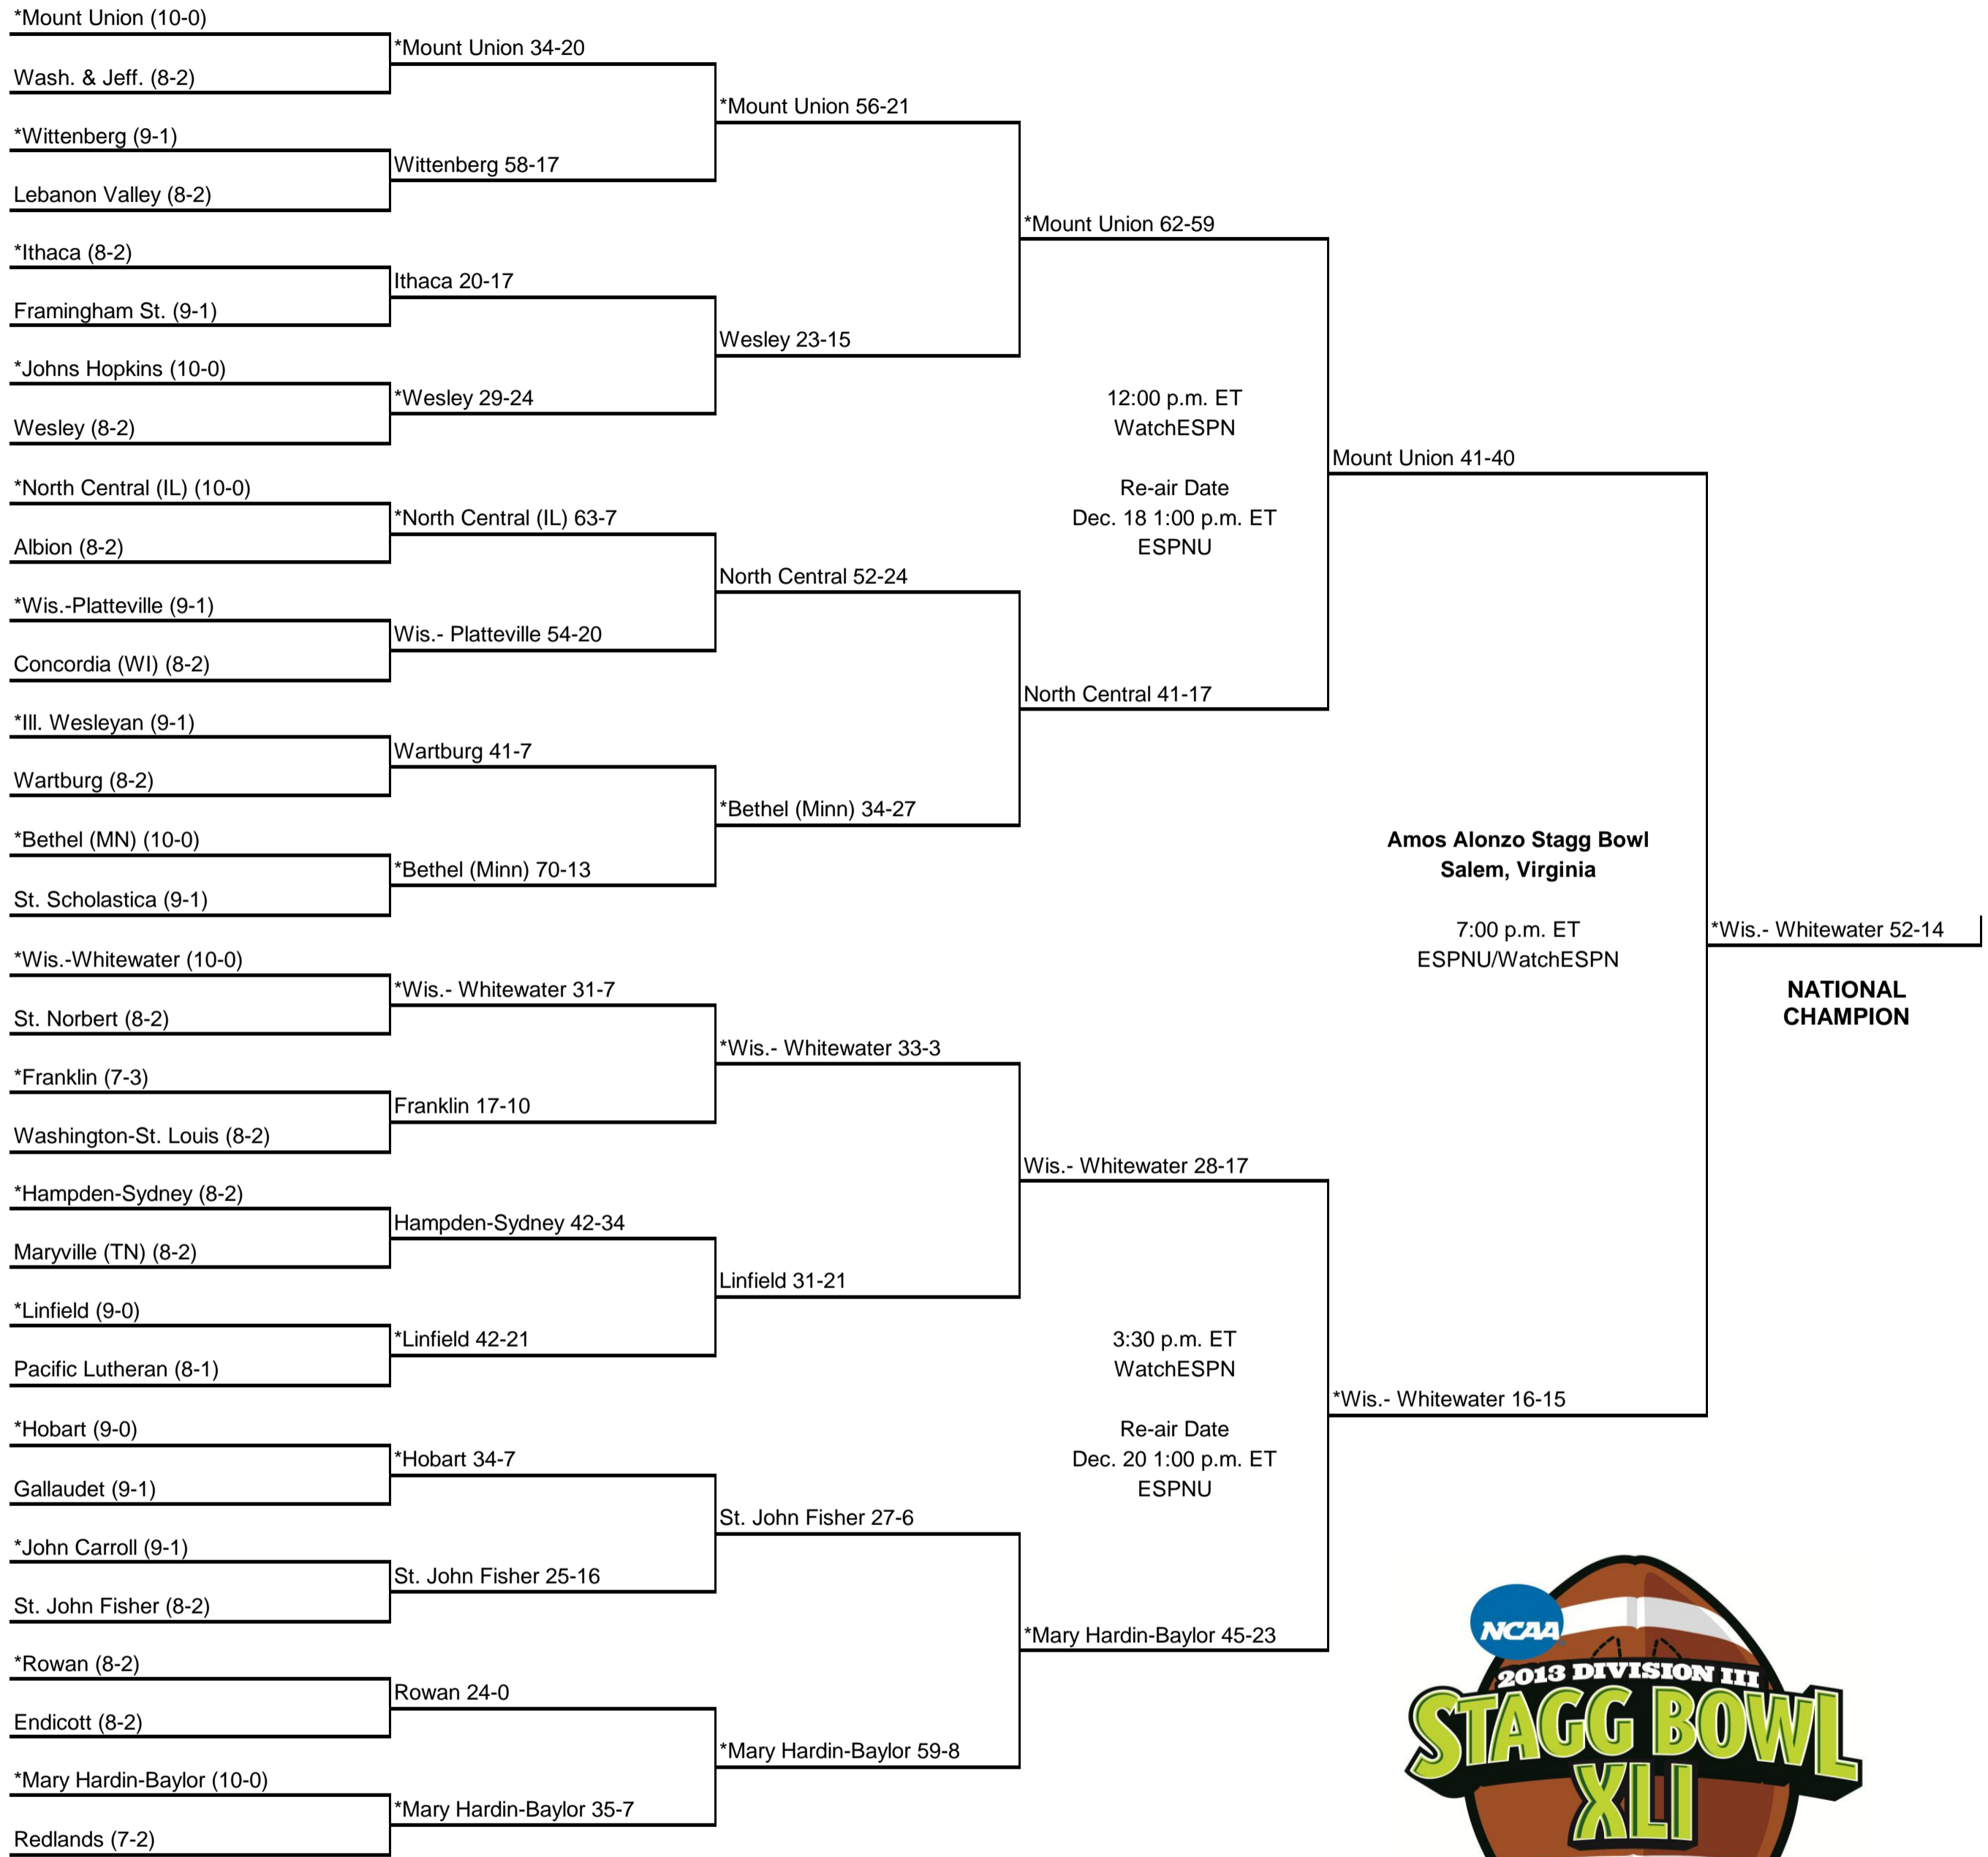 *Mount Union (10-0)
Wash. & Jeff. (8-2)
*Wittenberg (9-1)
Lebanon Valley (8-2)
*Ithaca (8-2)
Framingham St. (9-1)
*Johns Hopkins (10-0)
Wesley (8-2)
*North Central (IL) (10-0)
Albion (8-2)
*Wis.-Platteville (9-1)
Concordia (WI) (8-2)
*Ill. Wesleyan (9-1)
Wartburg (8-2)
*Bethel (MN) (10-0)
St. Scholastica (9-1)
*Wis.-Whitewater (10-0)
St. Norbert (8-2)
*Franklin (7-3)
Washington-St. Louis (8-2)
*Hampden-Sydney (8-2)
Maryville (TN) (8-2)
*Linfield (9-0)
Pacific Lutheran (8-1)
*Hobart (9-0)
Gallaudet (9-1)
*John Carroll (9-1)
St. John Fisher (8-2)
*Rowan (8-2)
Endicott (8-2)
*Mary Hardin-Baylor (10-0)
Redlands (7-2)
*Mount Union 34-20
Wittenberg 58-17
Ithaca 20-17
*Wesley 29-24
*North Central (IL) 63-7
Wis.- Platteville 54-20
Wartburg 41-7
*Bethel (Minn) 70-13
*Wis.- Whitewater 31-7
Franklin 17-10
Hampden-Sydney 42-34
*Linfield 42-21
*Hobart 34-7
St. John Fisher 25-16
Rowan 24-0
*Mary Hardin-Baylor 35-7
*Mount Union 56-21
Wesley 23-15
North Central 52-24
*Bethel (Minn) 34-27
*Wis.- Whitewater 33-3
Linfield 31-21
St. John Fisher 27-6
*Mary Hardin-Baylor 59-8
*Mount Union 62-59
12:00 p.m. ET
WatchESPN
Re-air Date
Dec. 18 1:00 p.m. ET
ESPNU
North Central 41-17
Wis.- Whitewater 28-17
3:30 p.m. ET
WatchESPN
Re-air Date
Dec. 20 1:00 p.m. ET
ESPNU
*Mary Hardin-Baylor 45-23
Mount Union 41-40
Amos Alonzo Stagg Bowl
Salem, Virginia
7:00 p.m. ET
ESPNU/WatchESPN
*Wis.- Whitewater 16-15
*Wis.- Whitewater 52-14
NATIONAL
CHAMPION
NCAA
2013 DIVISION III
STAGG BOWL
XLI